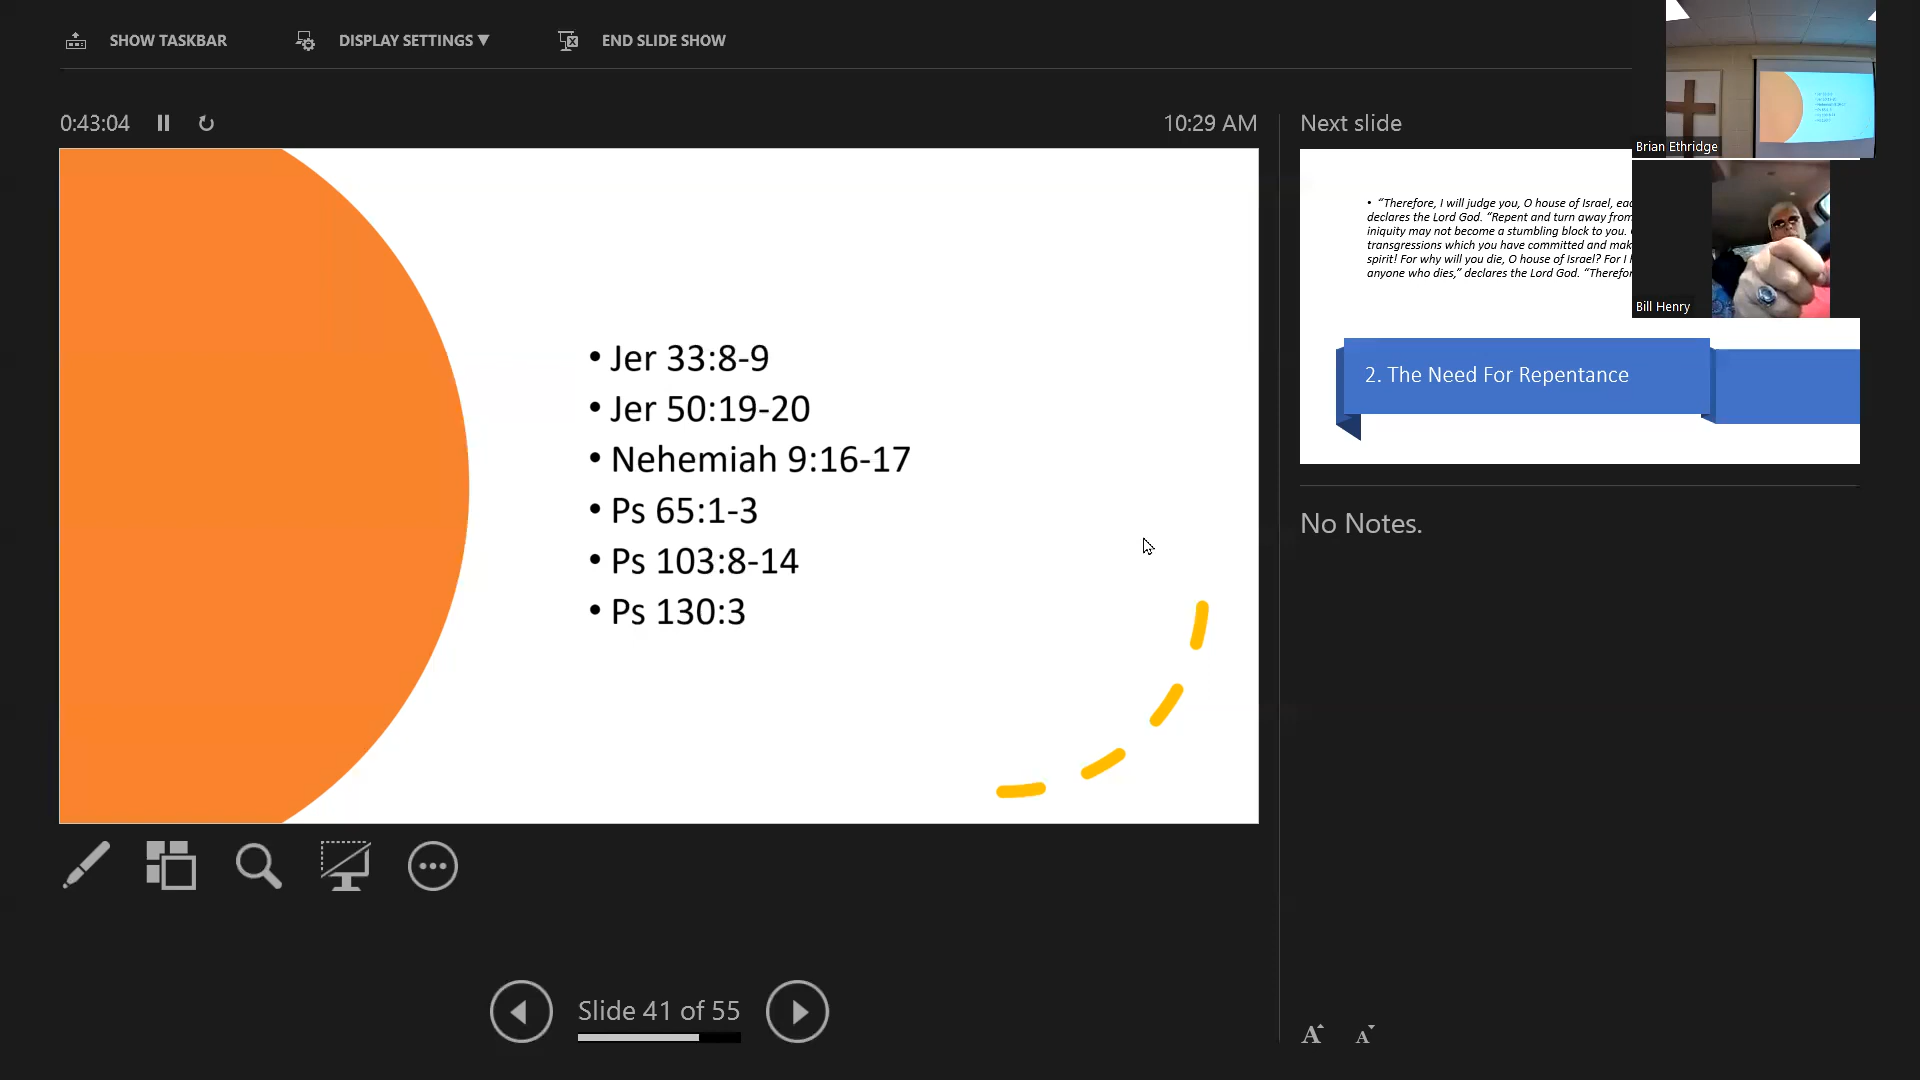 SHOW TASKBAR
DISPLAY SETTINGS ▼
END SLIDE SHOW
0:43:04
10:29 AM
Next slide
• Jer 33:8-9
• Jer 50:19-20
• Nehemiah 9:16-17
• Ps 65:1-3
• Ps 103:8-14
• Ps 130:3
• “Therefore, I will judge you, O house of Israel,
declares the Lord God. “Repent and turn away from
iniquity may not become a stumbling block to you.
transgressions which you have committed and
spirit! For why will you die, O house of Israel? For I
anyone who dies,” declares the Lord God.
2. The Need For Repentance
Brian Ethridge
Bill Henry
No Notes.
Slide 41 of 55
A A